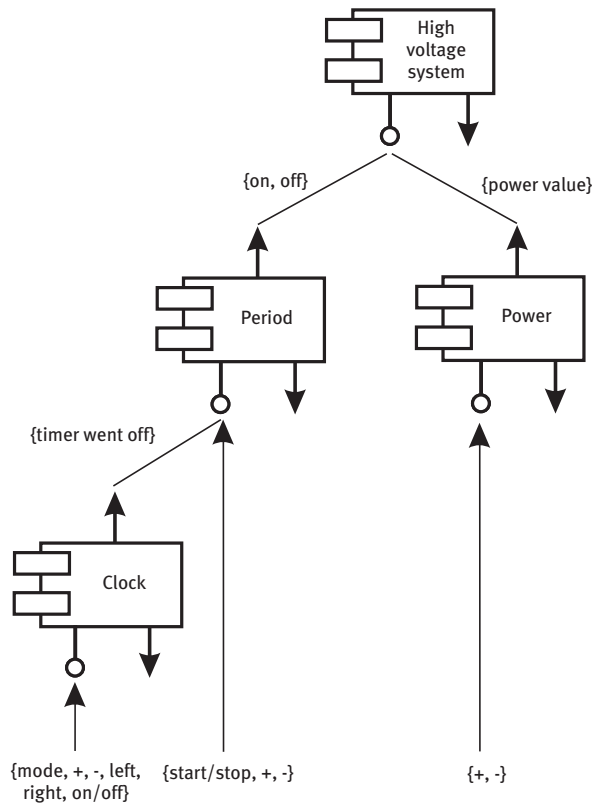 High
voltage
system
{on, off}
{power value}
Period
Power
{timer went off}
Clock
{mode, +, -, left,
right, on/off}
{start/stop, +, -}
{+, -}